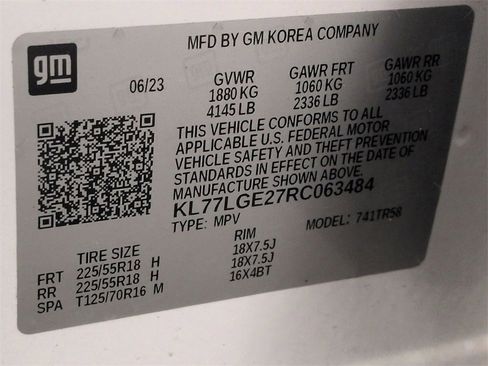 gm
MFD BY GM KOREA COMPANY
06/23 GVWR GAWR FRT GAWR RR
1880 KG 1060 KG 1060 KG
4145 LB 2336 LB 2336 LB
THIS VEHICLE CONFORMS TO ALL
APPLICABLE U.S. FEDERAL MOTOR
VEHICLE SAFETY AND THEFT PREVENTION
STANDARDS IN EFFECT ON THE DATE OF
MANUFACTURE SHOWN ABOVE.
KL77LGE27RC063484
TYPE: MPV MODEL: 741TR58
TIRE SIZE RIM
FRT 225/55R18 H 18X7.5J
RR 225/55R18 H 18X7.5J
SPA T125/70R16 M 16X4BT